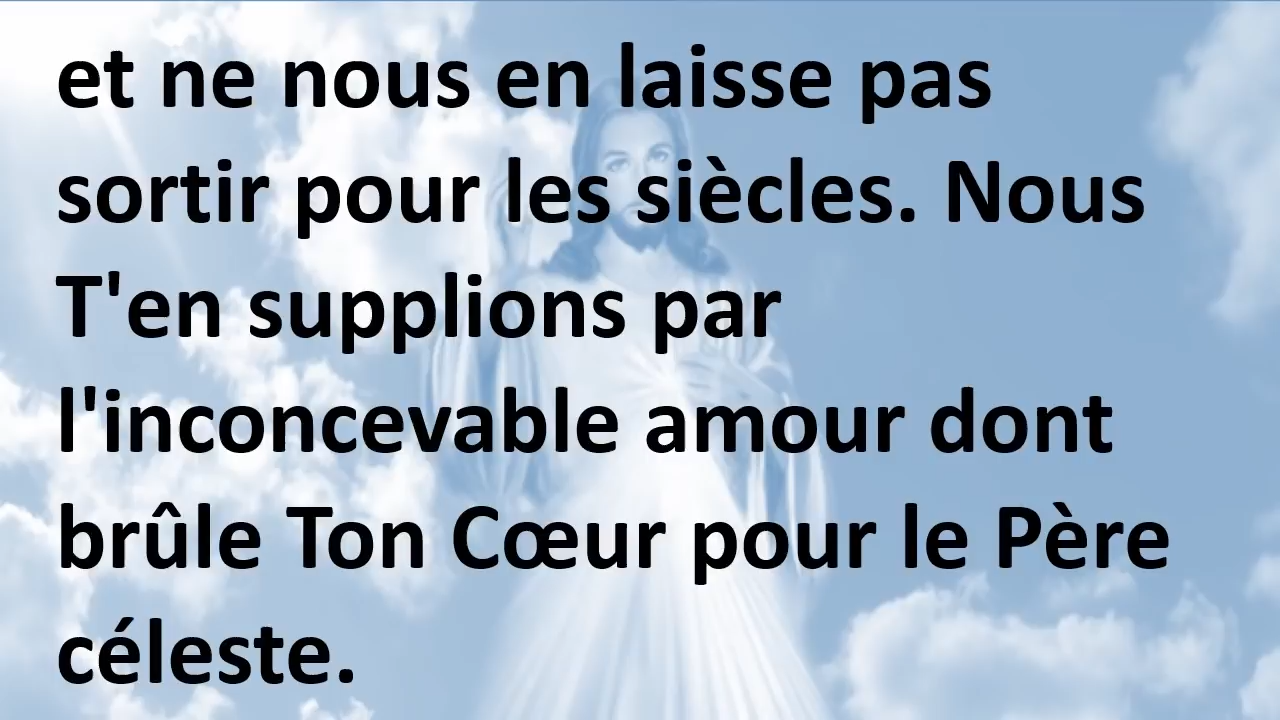 et ne nous en laisse pas
sortir pour les siècles. Nous
T'en supplions par
l'inconcevable amour dont
brûle Ton Cœur pour le Père
céleste.